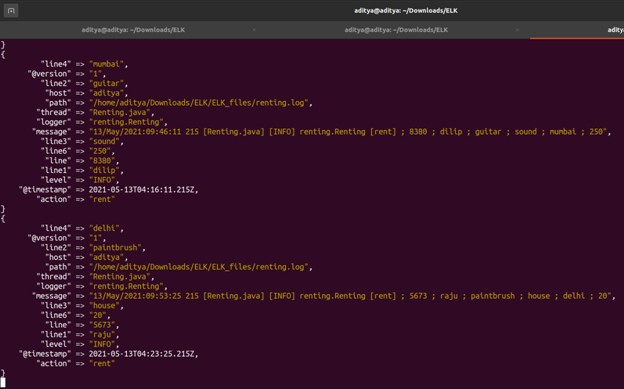 aditya@aditya: ~/Downloads/ELK
aditya@aditya: ~/Downloads/ELK aditya@aditya: ~/Downloads/ELK adity
}
{
"line4" => "mumbai",
"@version" => "1",
"line2" => "guitar",
"host" => "aditya",
"path" => "/home/aditya/Downloads/ELK/ELK_files/renting.log",
"thread" => "Renting.java",
"logger" => "renting.Renting",
"message" => "13/May/2021:09:46:11 215 [Renting.java] [INFO] renting.Renting [rent] ; 8380 ; dilip ; guitar ; sound ; mumbai ; 250",
"line3" => "sound",
"line6" => "250",
"line" => "8380",
"line1" => "dilip",
"level" => "INFO",
"@timestamp" => 2021-05-13T04:16:11.215Z,
"action" => "rent"
}
{
"line4" => "delhi",
"@version" => "1",
"line2" => "paintbrush",
"host" => "aditya",
"path" => "/home/aditya/Downloads/ELK/ELK_files/renting.log",
"thread" => "Renting.java",
"logger" => "renting.Renting",
"message" => "13/May/2021:09:53:25 215 [Renting.java] [INFO] renting.Renting [rent] ; 5673 ; raju ; paintbrush ; house ; delhi ; 20",
"line3" => "house",
"line6" => "20",
"line" => "5673",
"line1" => "raju",
"level" => "INFO",
"@timestamp" => 2021-05-13T04:23:25.215Z,
"action" => "rent"
}